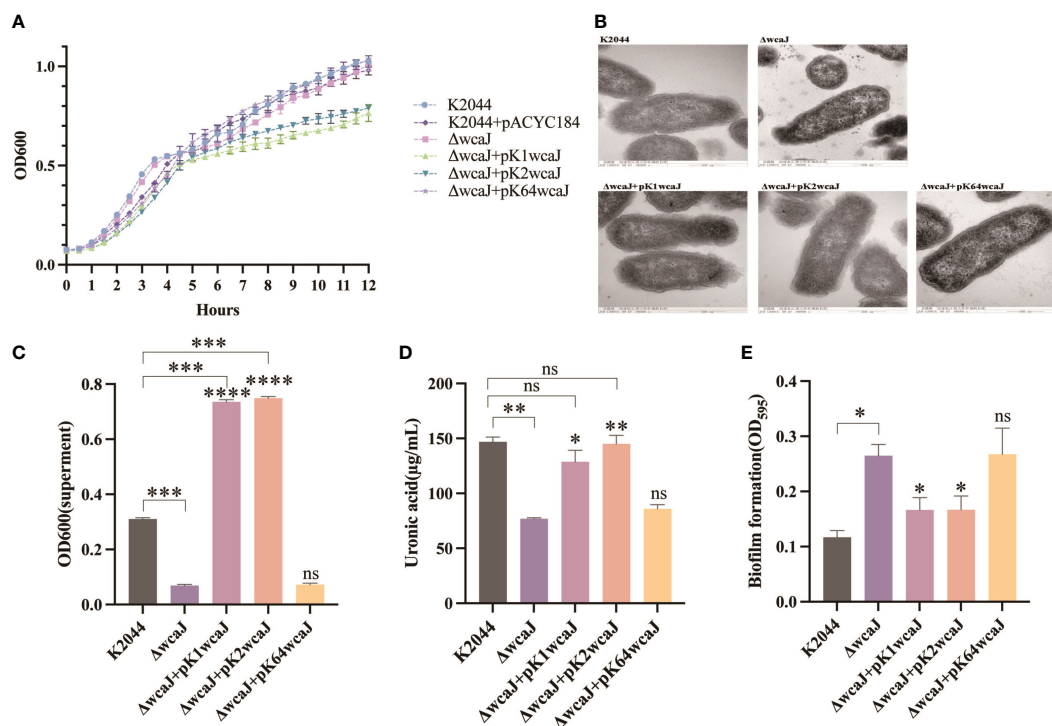 A
OD600
1.0
0.5
0.0
0 1 2 3 4 5 6 7 8 9 10 11 12
Hours
K2044
K2044+pACYC184
ΔwcaJ
ΔwcaJ+pK1wcaJ
ΔwcaJ+pK2wcaJ
ΔwcaJ+pK64wcaJ
B
K2044
ΔwcaJ
ΔwcaJ+pK1wcaJ
ΔwcaJ+pK2wcaJ
ΔwcaJ+pK64wcaJ
C
OD600(superment)
0.8
0.6
0.4
0.2
0.0
***
***
***
****
****
ns
K2044
ΔwcaJ
ΔwcaJ+pK1wcaJ
ΔwcaJ+pK2wcaJ
ΔwcaJ+pK64wcaJ
D
Uronic acid(μg/mL)
200
150
100
50
0
ns
ns
**
*
**
ns
K2044
ΔwcaJ
ΔwcaJ+pK1wcaJ
ΔwcaJ+pK2wcaJ
ΔwcaJ+pK64wcaJ
E
Biofilm formation(OD595)
0.4
0.3
0.2
0.1
0.0
*
*
*
ns
K2044
ΔwcaJ
ΔwcaJ+pK1wcaJ
ΔwcaJ+pK2wcaJ
ΔwcaJ+pK64wcaJ